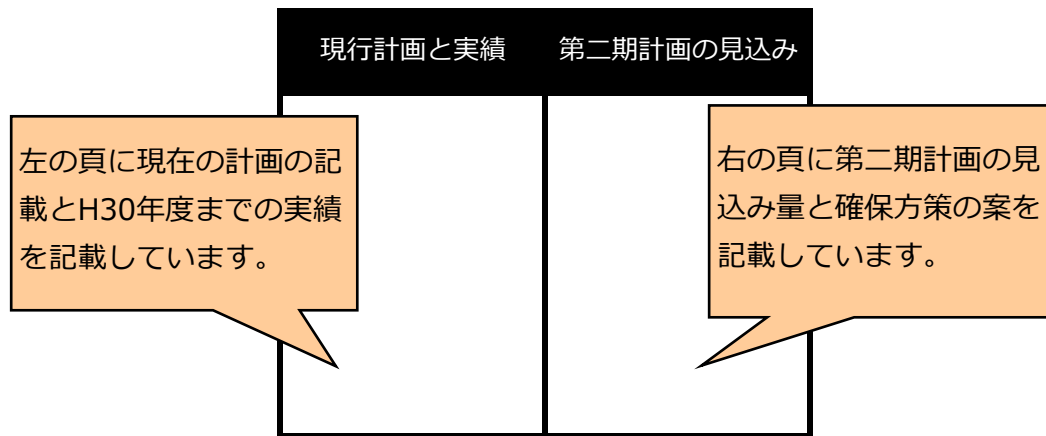 現行計画と実績
第二期計画の見込み
左の頁に現在の計画の記
載とH30年度までの実績
を記載しています。
右の頁に第二期計画の見
込み量と確保方策の案を
記載しています。